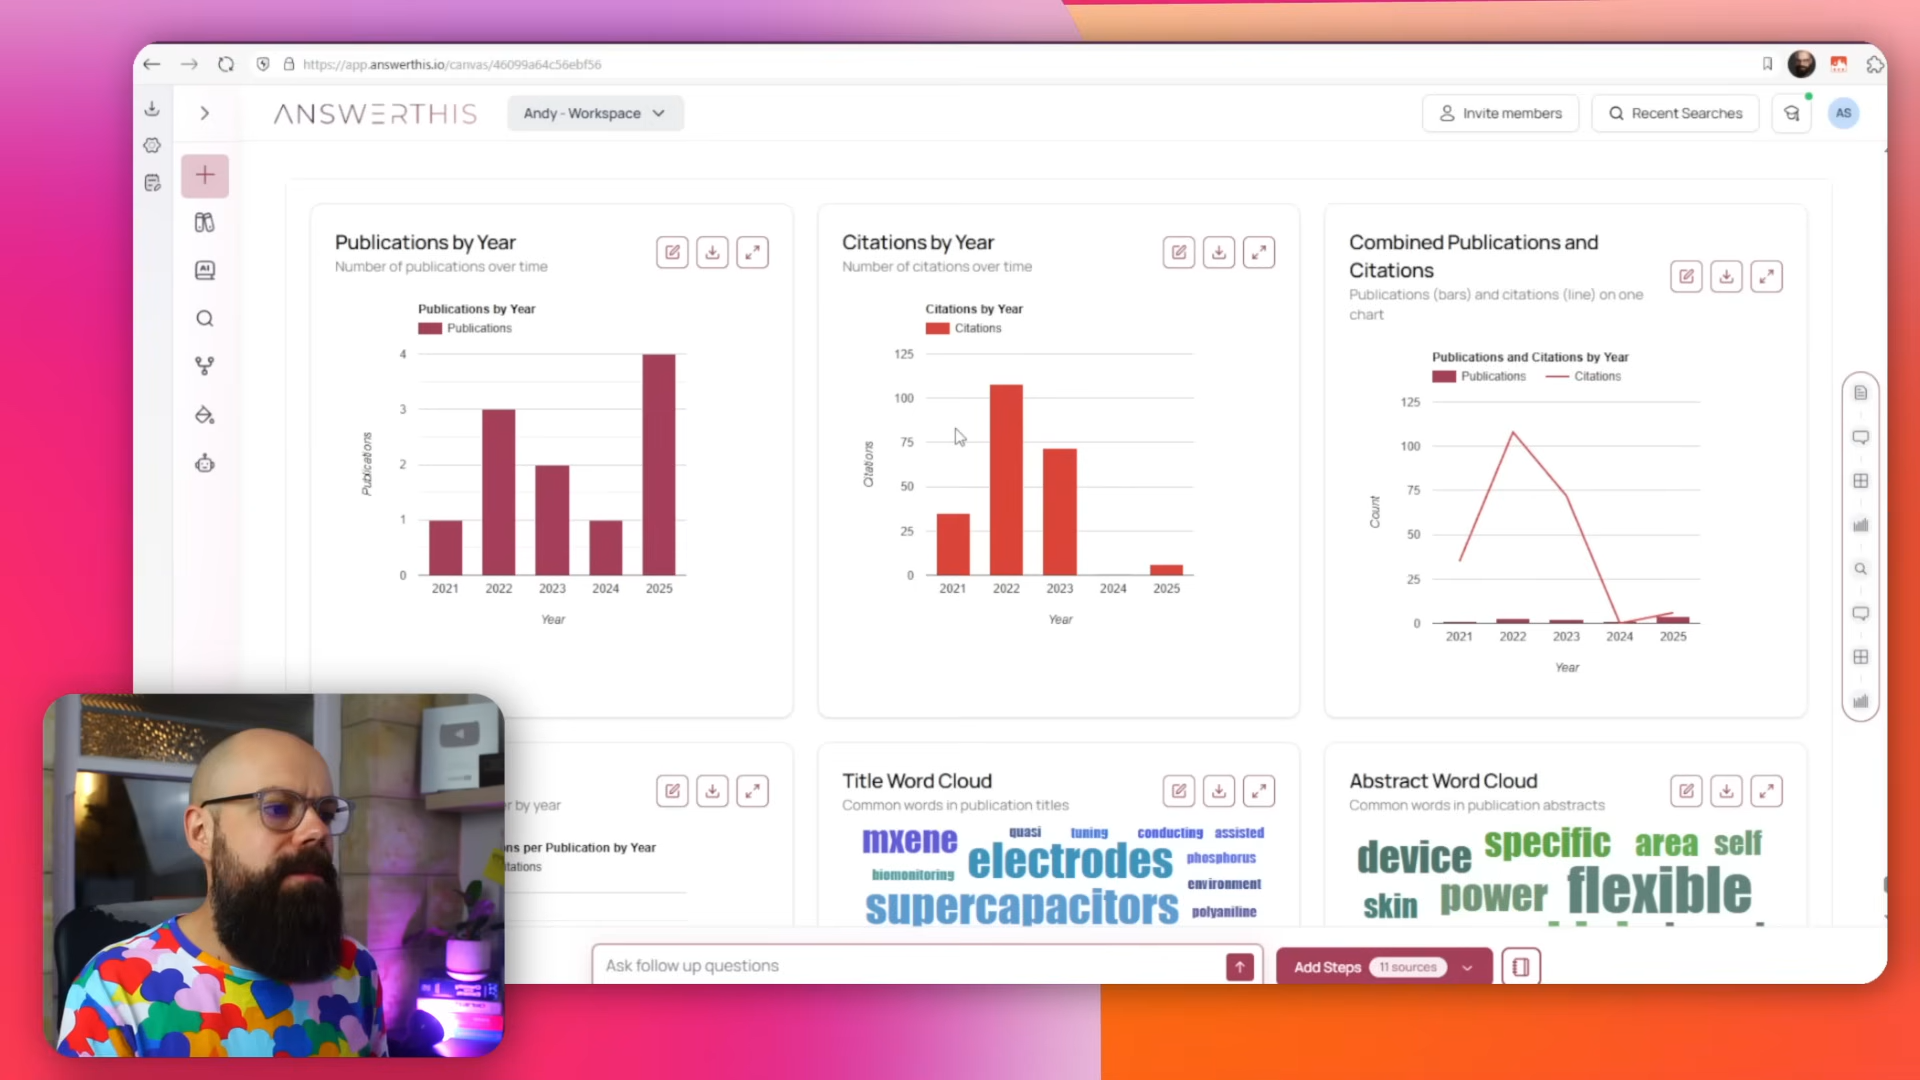 https://app.answerthis.io/canvas/46099a64c56ebf56
ANSWERTHIS
Andy - Workspace
Invite members
Recent Searches
AS
AI
Publications by Year
Number of publications over time
Publications by Year
Publications
4
3
2
1
0
Publications
2021 2022 2023 2024 2025
Year
Citations by Year
Number of citations over time
Citations by Year
Citations
125
100
75
50
25
0
Citations
2021 2022 2023 2024 2025
Year
Combined Publications and
Citations
Publications (bars) and citations (line) on one
chart
Publications and Citations by Year
Publications Citations
125
100
75
50
25
0
Count
2021 2022 2023 2024 2025
Year
r by year
ns per Publication by Year
itations
Title Word Cloud
Common words in publication titles
mxene quasi tuning conducting assisted
electrodes phosphorus
biomonitoring environment
supercapacitors polyaniline
Abstract Word Cloud
Common words in publication abstracts
device specific area self
skin power flexible
Ask follow up questions
Add Steps 11 sources